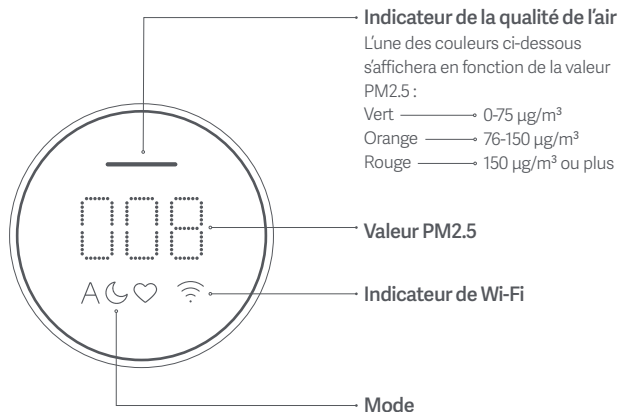 Indicateur de la qualité de l'air
L'une des couleurs ci-dessous
s'affichera en fonction de la valeur
PM2.5 :
Vert 0-75 µg/m³
Orange 76-150 µg/m³
Rouge 150 µg/m³ ou plus
008
Valeur PM2.5
A
Indicateur de Wi-Fi
Mode